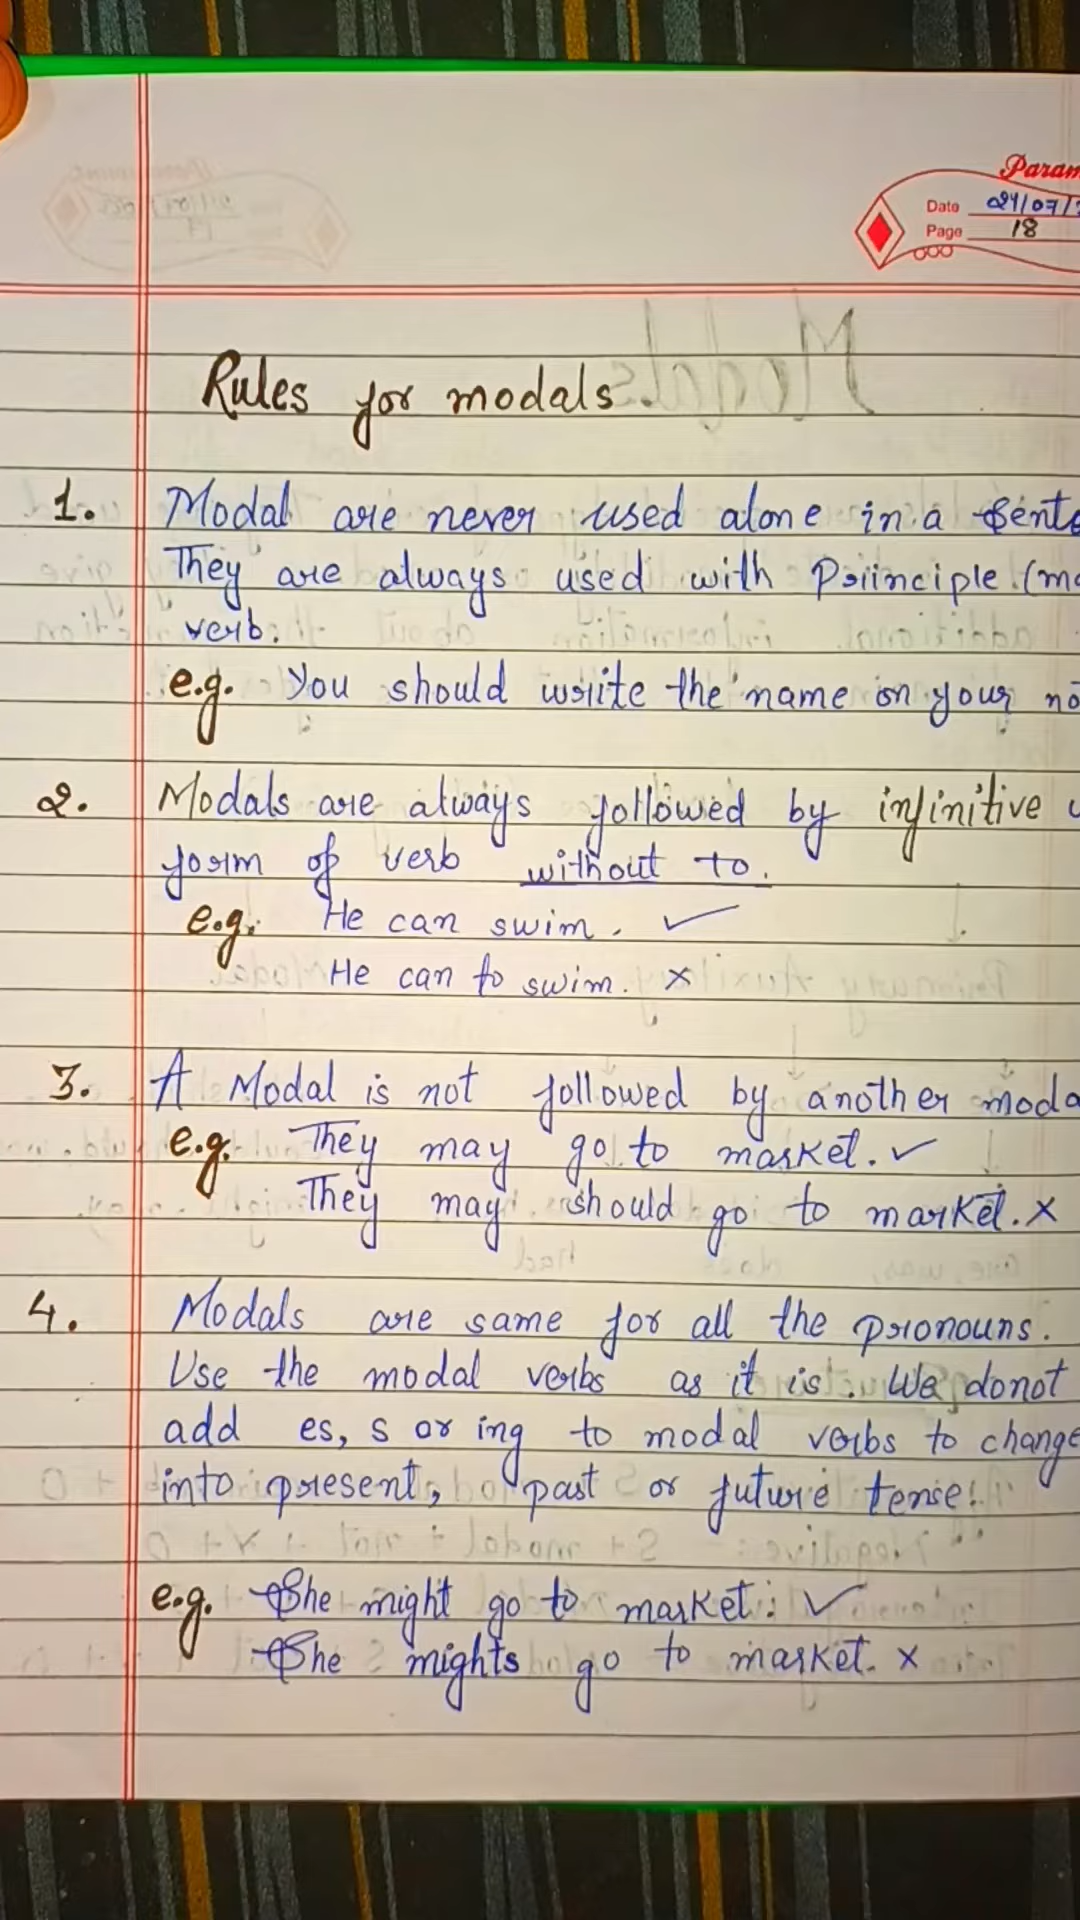 Param
Date 24/07/
Page 18
Rules for modals
1. Modal are never used alone in a
They are always used with Principle (
verb.
e.g. You should write the name on your
2. Modals are always followed by infinitive
form of verb without to.
e.g. He can swim. ✓
He can to swim. ×
3. A Modal is not followed by another moda
e.g. They may go to market. ✓
They may should go to market. ×
4. Modals are same for all the pronouns.
Use the modal verbs as it is. We donot
add es, s or ing to modal verbs to change
into present, past or future tense.
e.g. She might go to market. ✓
She mights go to market. ×